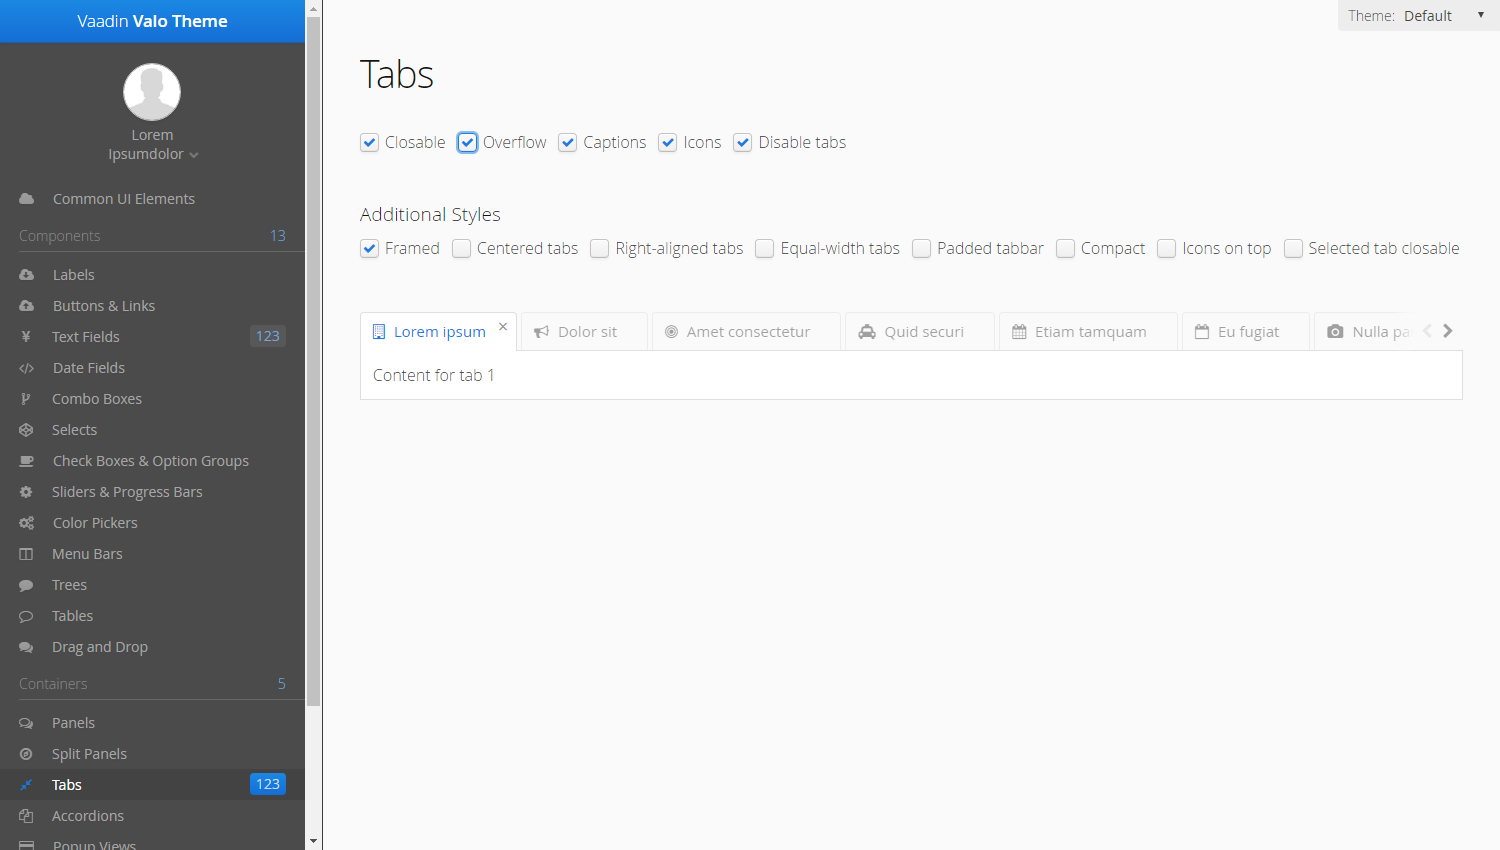 Vaadin Valo Theme
Lorem
Ipsumdolor
Common UI Elements
Components 13
Labels
Buttons & Links
Text Fields 123
Date Fields
Combo Boxes
Selects
Check Boxes & Option Groups
Sliders & Progress Bars
Color Pickers
Menu Bars
Trees
Tables
Drag and Drop
Containers 5
Panels
Split Panels
Tabs 123
Accordions
Popup Views
Theme: Default
Tabs
Closable Overflow Captions Icons Disable tabs
Additional Styles
Framed Centered tabs Right-aligned tabs Equal-width tabs Padded tabbar Compact Icons on top Selected tab closable
Lorem ipsum Dolor sit Amet consectetur Quid securi Etiam tamquam Eu fugiat Nulla pa
Content for tab 1